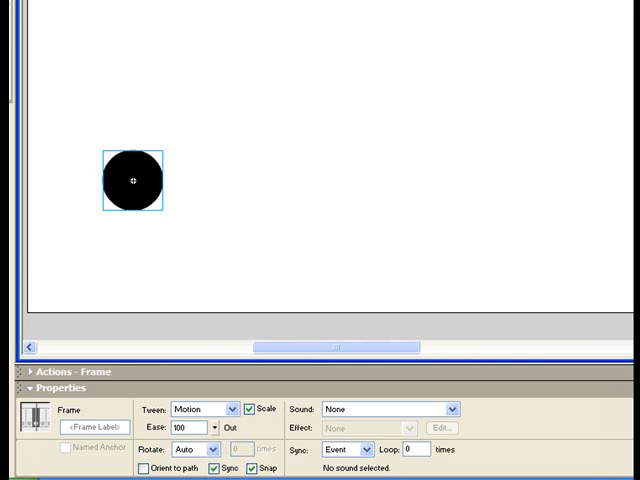 Actions - Frame
Properties
Frame Tween: Motion Scale Sound: None
<Frame Label> Ease: 100 Out Effect: None Edit...
Named Anchor Rotate: Auto 0 times Sync: Event Loop: 0 times
Orient to path Sync Snap No sound selected.